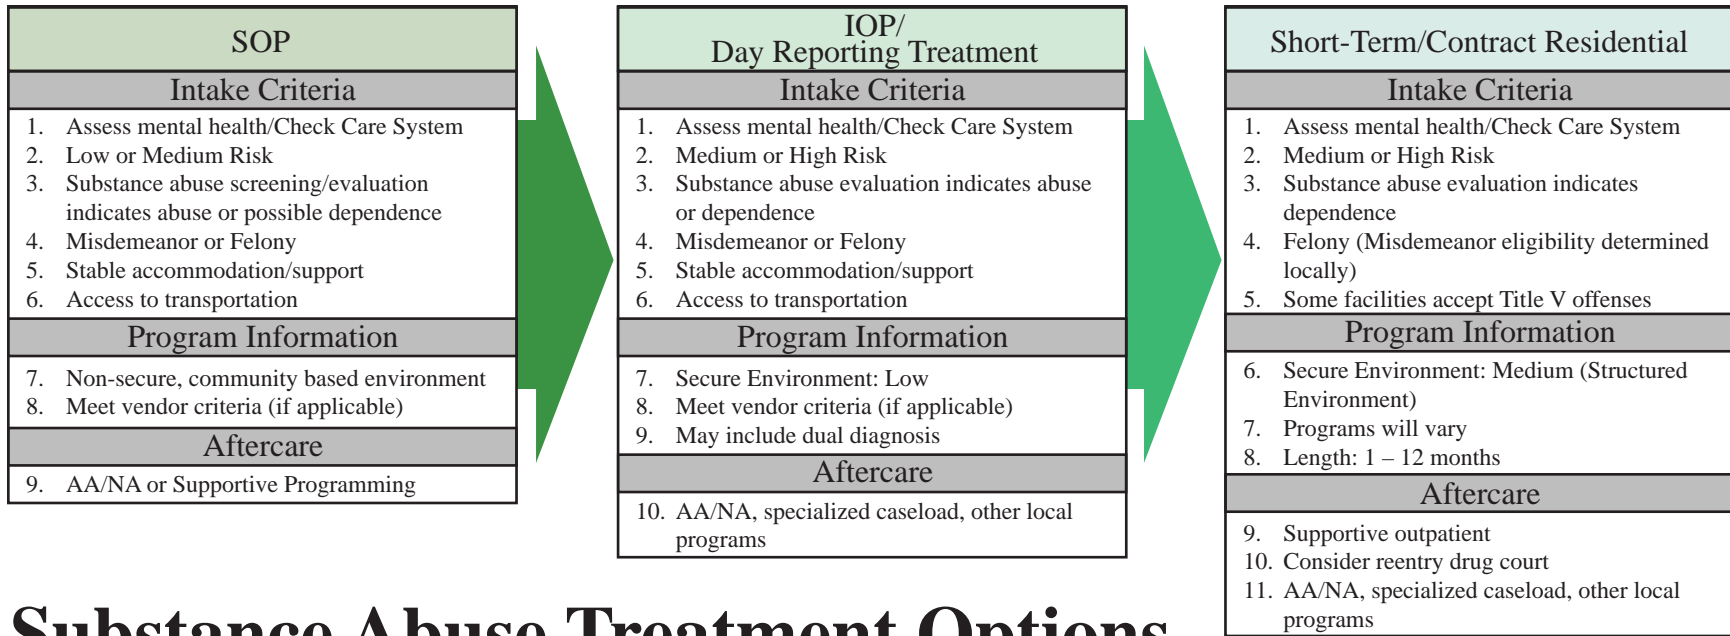 SOP
Intake Criteria
1. Assess mental health/Check Care System
2. Low or Medium Risk
3. Substance abuse screening/evaluation
indicates abuse or possible dependence
4. Misdemeanor or Felony
5. Stable accommodation/support
6. Access to transportation
Program Information
7. Non-secure, community based environment
8. Meet vendor criteria (if applicable)
Aftercare
9. AA/NA or Supportive Programming
IOP/
Day Reporting Treatment
Intake Criteria
1. Assess mental health/Check Care System
2. Medium or High Risk
3. Substance abuse evaluation indicates abuse
or dependence
4. Misdemeanor or Felony
5. Stable accommodation/support
6. Access to transportation
Program Information
7. Secure Environment: Low
8. Meet vendor criteria (if applicable)
9. May include dual diagnosis
Aftercare
10. AA/NA, specialized caseload, other local
programs
Short-Term/Contract Residential
Intake Criteria
1. Assess mental health/Check Care System
2. Medium or High Risk
3. Substance abuse evaluation indicates
dependence
4. Felony (Misdemeanor eligibility determined
locally)
5. Some facilities accept Title V offenses
Program Information
6. Secure Environment: Medium (Structured
Environment)
7. Programs will vary
8. Length: 1 – 12 months
Aftercare
9. Supportive outpatient
10. Consider reentry drug court
11. AA/NA, specialized caseload, other local
programs
Substance Abuse Treatment Options